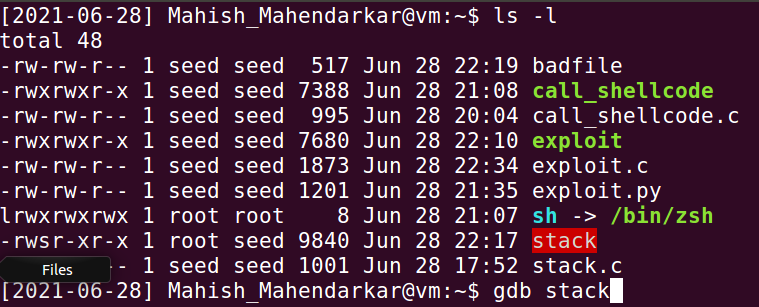 [2021-06-28] Mahish_Mahendarkar@vm:~$ ls -l
total 48
-rw-rw-r-- 1 seed seed  517 Jun 28 22:19 badfile
-rwxrwxr-x 1 seed seed 7388 Jun 28 21:08 call_shellcode
-rw-rw-r-- 1 seed seed  995 Jun 28 20:04 call_shellcode.c
-rwxrwxr-x 1 seed seed 7680 Jun 28 22:10 exploit
-rw-rw-r-- 1 seed seed 1873 Jun 28 22:34 exploit.c
-rw-rw-r-- 1 seed seed 1201 Jun 28 21:35 exploit.py
lrwxrwxrwx 1 root root    8 Jun 28 21:07 sh -> /bin/zsh
-rwsr-xr-x 1 root seed 9840 Jun 28 22:17 stack
Files -- 1 seed seed 1001 Jun 28 17:52 stack.c
[2021-06-28] Mahish_Mahendarkar@vm:~$ gdb stack